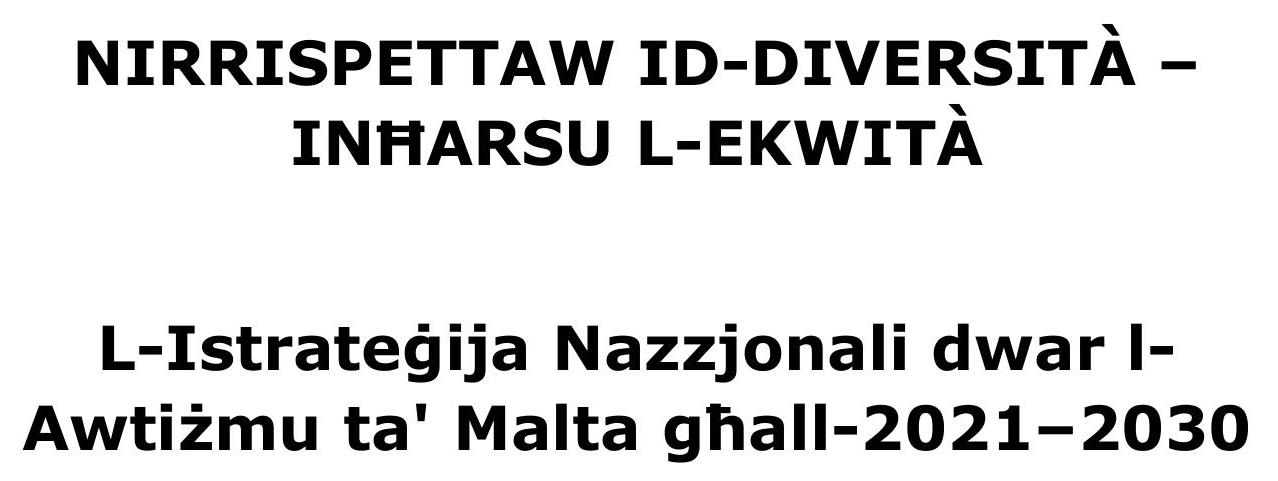 NIRRISPETTAW ID-DIVERSITÀ –
INĦARSU L-EKWITÀ
L-Istrateġija Nazzjonali dwar l-
Awtiżmu ta' Malta għall-2021–2030